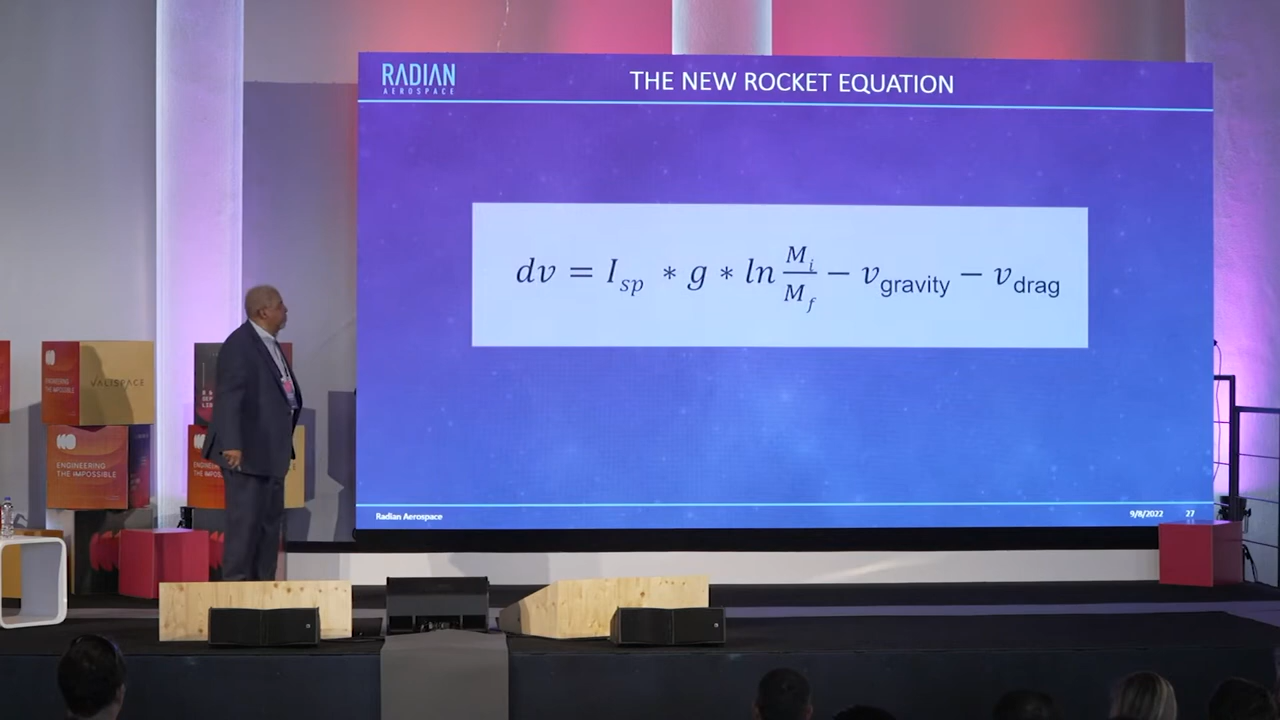 RADIAN
AEROSPACE
THE NEW ROCKET EQUATION
dv = I_sp * g * ln M_i/M_f − v_gravity − v_drag
Radian Aerospace
9/8/2022 27
VALISPACE
ENGINEERING
THE IMPOSSIBLE
ENGINEERING
THE IMPOSSIBLE